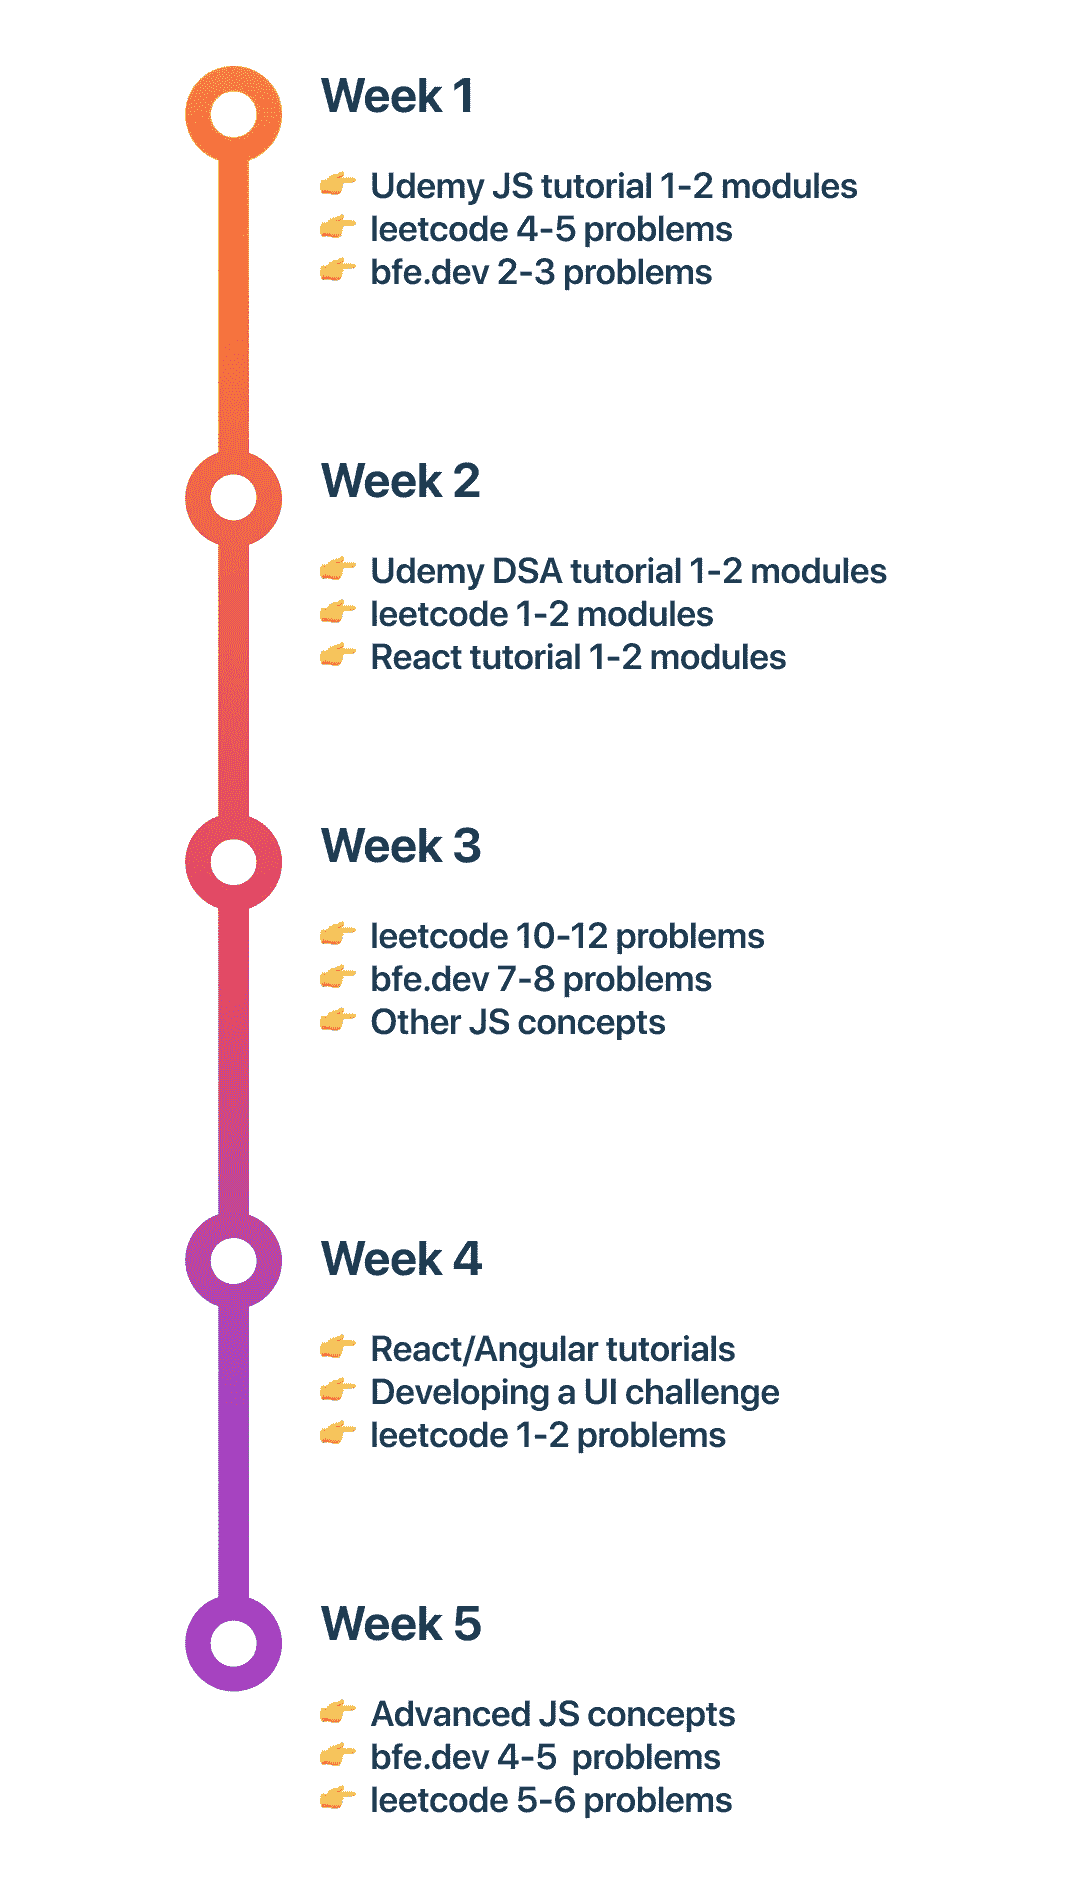 Week 1
👉 Udemy JS tutorial 1-2 modules
👉 leetcode 4-5 problems
👉 bfe.dev 2-3 problems
Week 2
👉 Udemy DSA tutorial 1-2 modules
👉 leetcode 1-2 modules
👉 React tutorial 1-2 modules
Week 3
👉 leetcode 10-12 problems
👉 bfe.dev 7-8 problems
👉 Other JS concepts
Week 4
👉 React/Angular tutorials
👉 Developing a UI challenge
👉 leetcode 1-2 problems
Week 5
👉 Advanced JS concepts
👉 bfe.dev 4-5  problems
👉 leetcode 5-6 problems